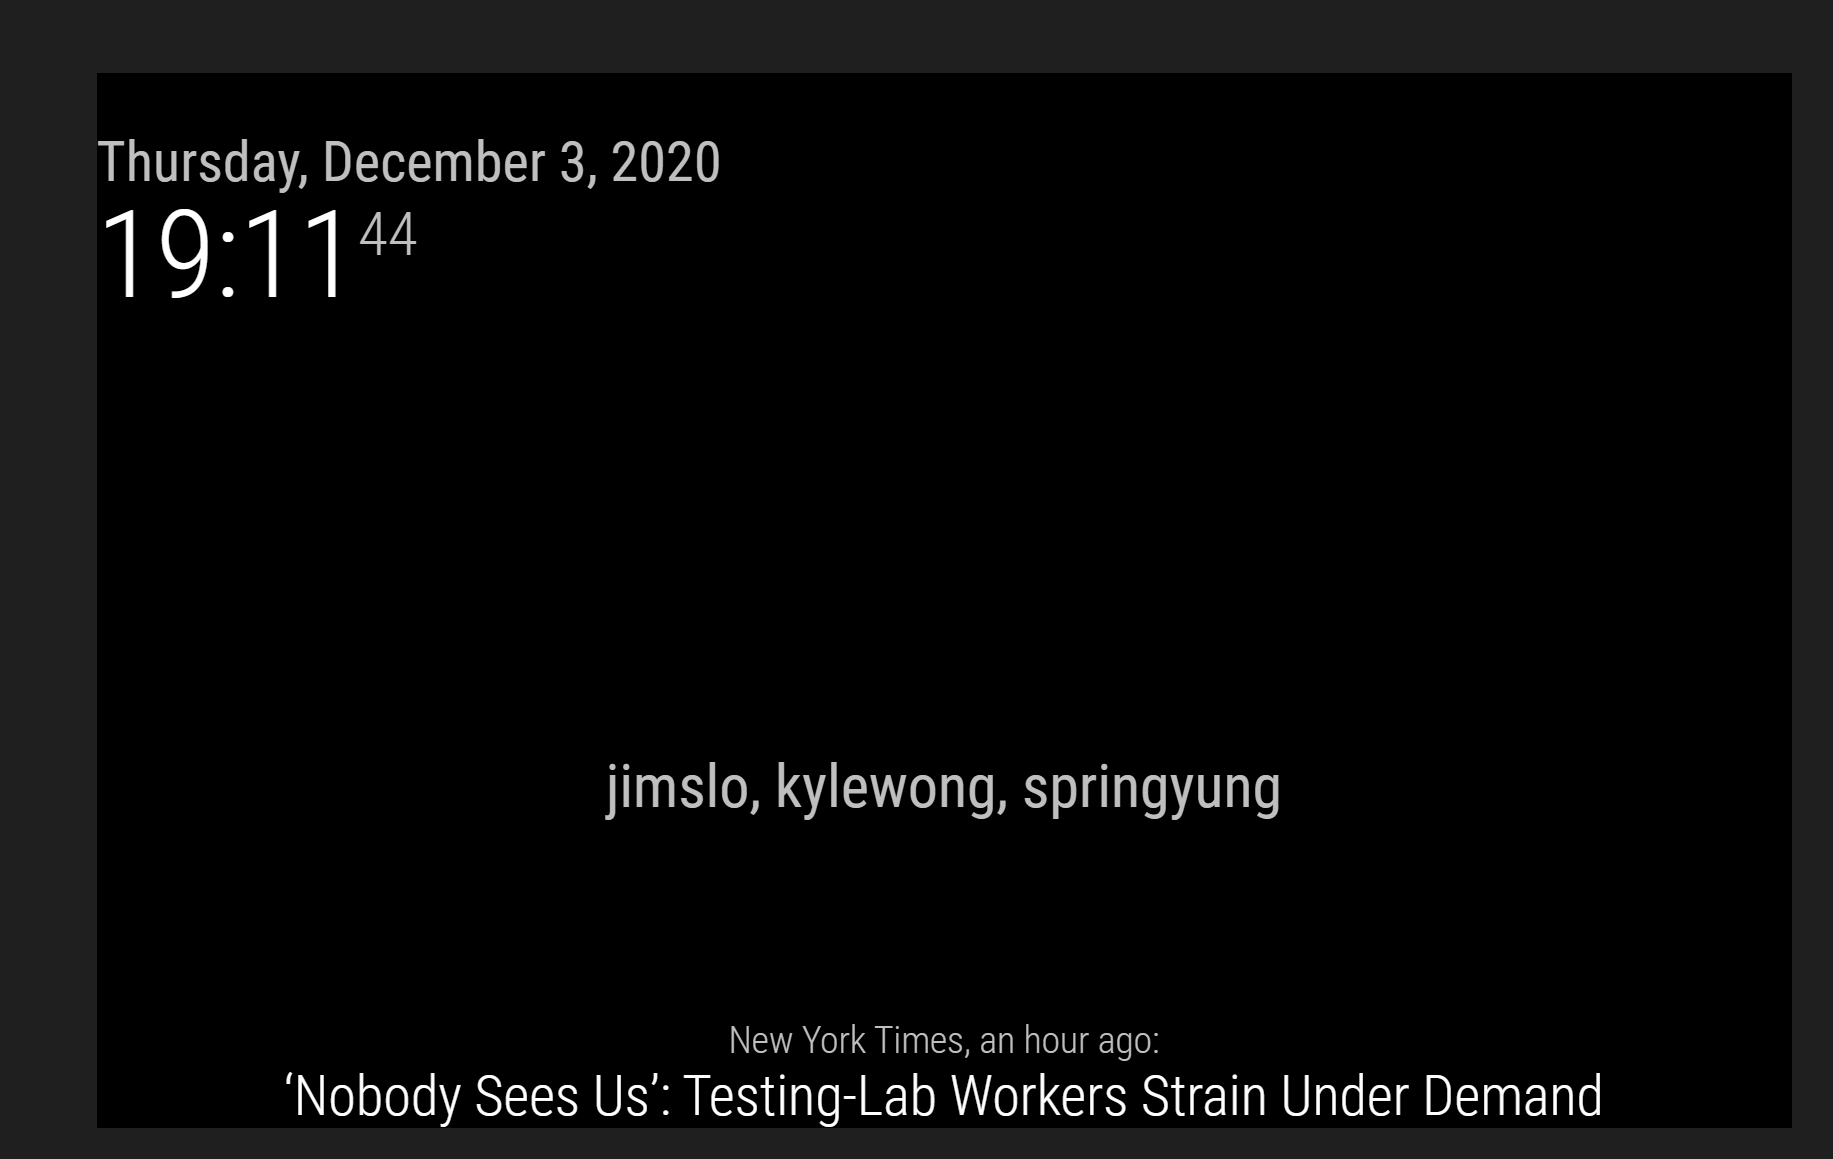 Thursday, December 3, 2020
19:11 44
jimslo, kylewong, springyung
New York Times, an hour ago:
‘Nobody Sees Us’: Testing-Lab Workers Strain Under Demand